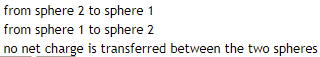 from sphere 2 to sphere 1
from sphere 1 to sphere 2
no net charge is transferred between the two spheres